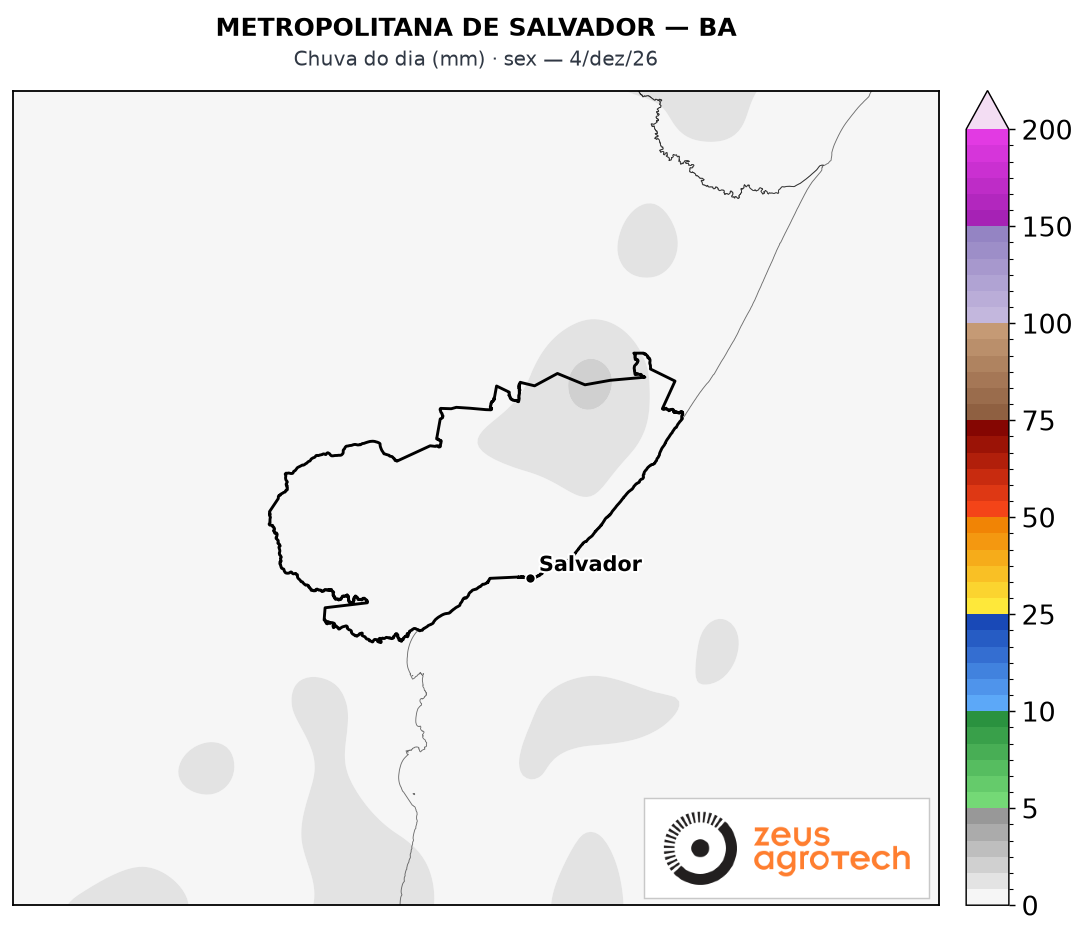 METROPOLITANA DE SALVADOR — BA
Chuva do dia (mm) · sex — 4/dez/26
200
150
100
75
50
25
10
5
0
Salvador
zeus
agrotech